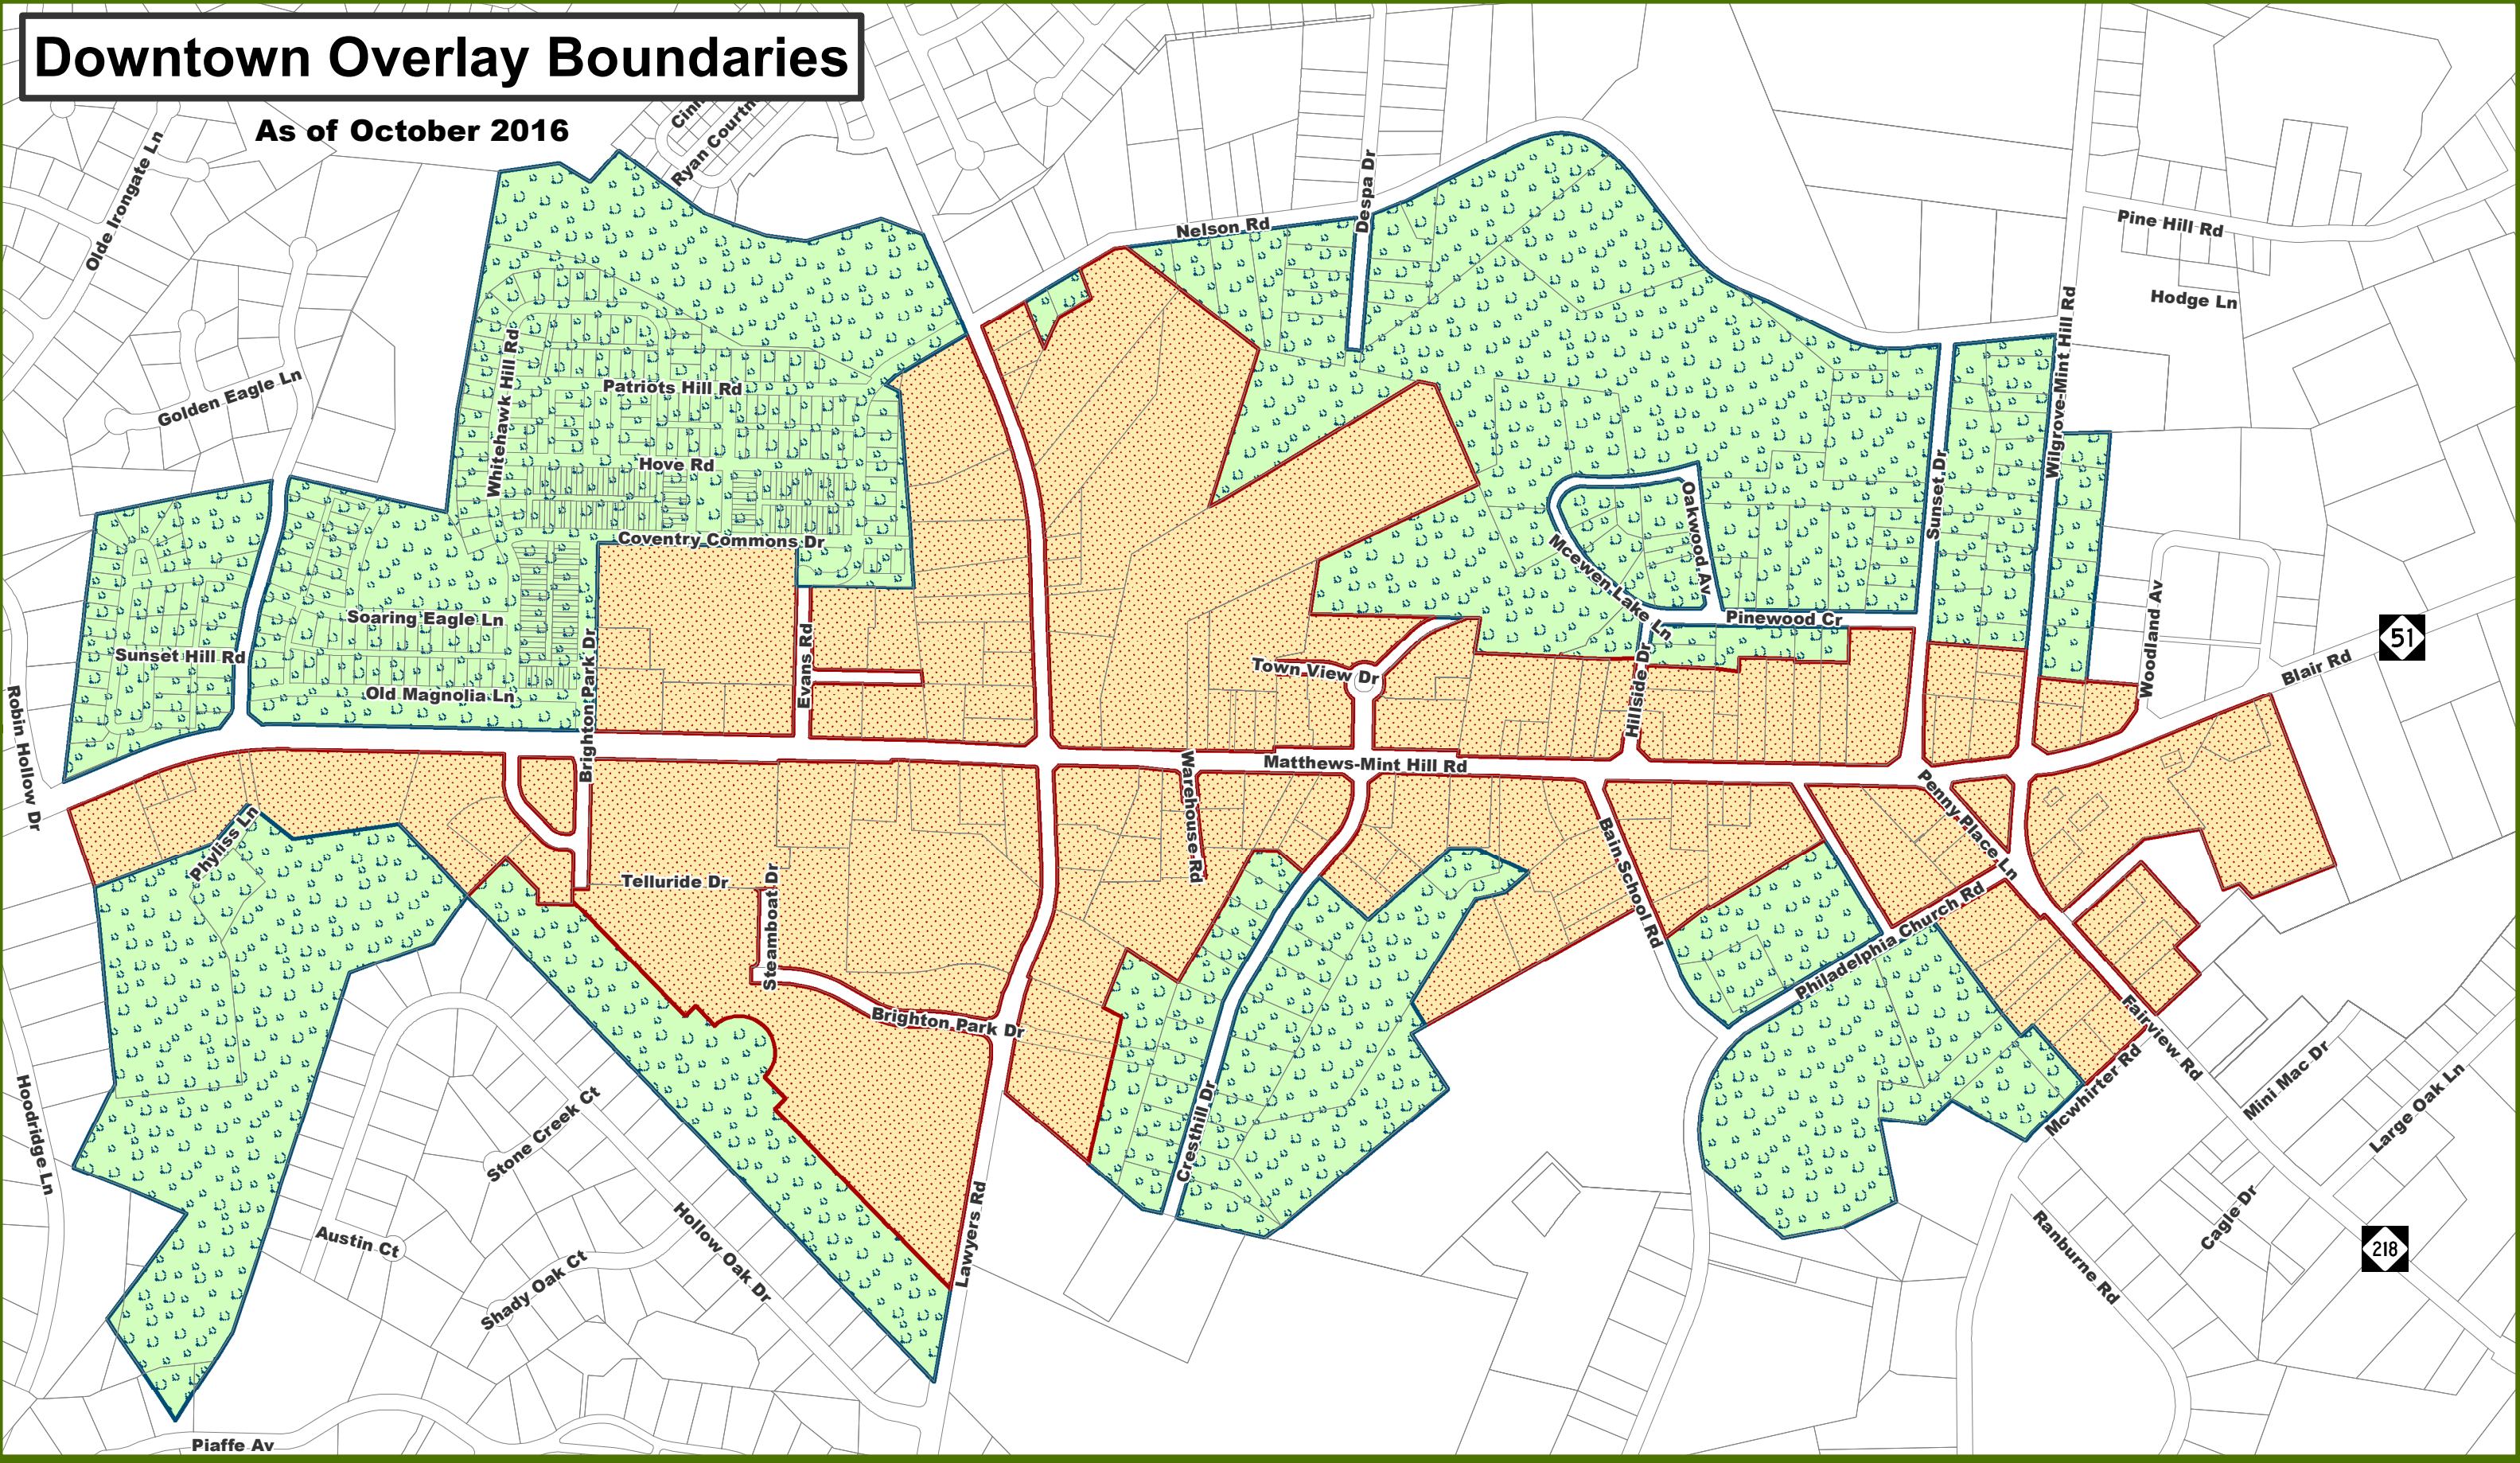 Downtown Overlay Boundaries
As of October 2016
Ryan Courtn
Olde Irongate Ln
Despa Dr
Nelson Rd
Pine Hill Rd
Hodge Ln
Golden Eagle Ln
Whitehawk Hill Rd
Patriots Hill Rd
Hove Rd
Coventry Commons Dr
Wilgrove-Mint Hill Rd
Sunset Dr
Oakwood Av
Mcewen Lake Ln
Pinewood Cr
Woodland Av
51
Blair Rd
Soaring Eagle Ln
Sunset Hill Rd
Old Magnolia Ln
Brighton Park Dr
Evans Rd
Town View Dr
Hillside Dr
Robin Hollow Dr
Matthews-Mint Hill Rd
Warehouse Rd
Penny Place Ln
Phyliss Ln
Telluride Dr
Steamboat Dr
Bain School Rd
Philadelphia Church Rd
Brighton Park Dr
Fairview Rd
Mcwhirter Rd
Mini Mac Dr
Large Oak Ln
Hoodridge Ln
Stone Creek Ct
Cresthill Dr
Austin Ct
Shady Oak Ct
Hollow Oak Dr
Lawyers Rd
Cagle Dr
Ranburne Rd
218
Piaffe Av